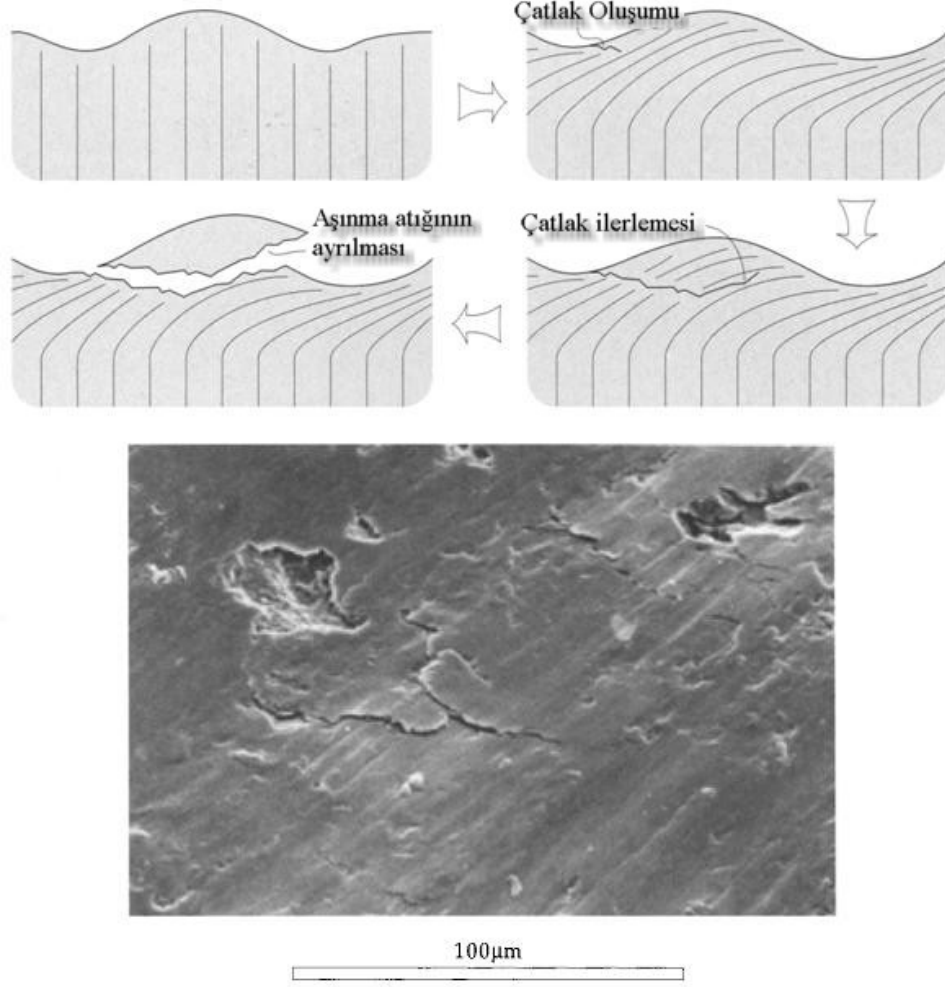 Çatlak Oluşumu
Aşınma atığının
ayrılması
Çatlak ilerlemesi
100µm